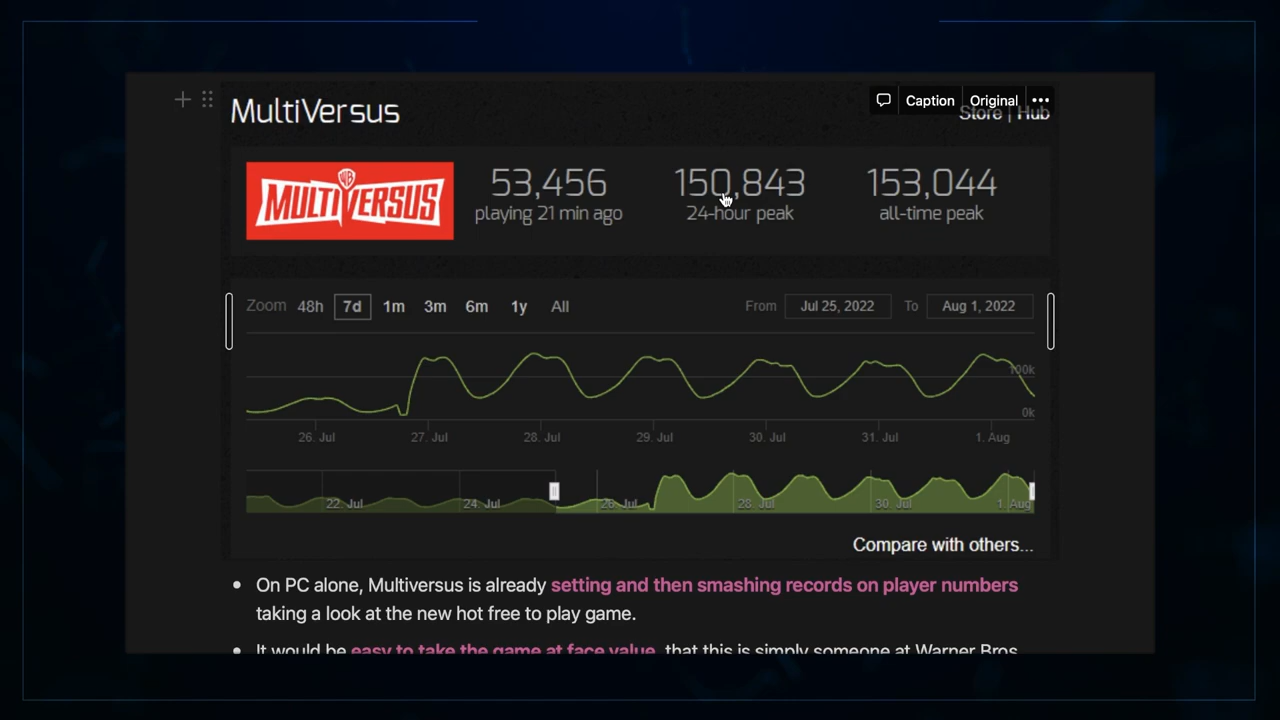 MultiVersus
Caption
Original
Store | Hub
WB
MULTIVERSUS
53,456
playing 21 min ago
150,843
24-hour peak
153,044
all-time peak
Zoom 48h 7d 1m 3m 6m 1y All
From Jul 25, 2022 To Aug 1, 2022
100k
0k
26. Jul 27. Jul 28. Jul 29. Jul 30. Jul 31. Jul 1. Aug
22. Jul 24. Jul 26. Jul 28. Jul 30. Jul 1. Aug
Compare with others...
• On PC alone, Multiversus is already setting and then smashing records on player numbers
taking a look at the new hot free to play game.
• It would be easy to take the game at face value, that this is simply someone at Warner Bros